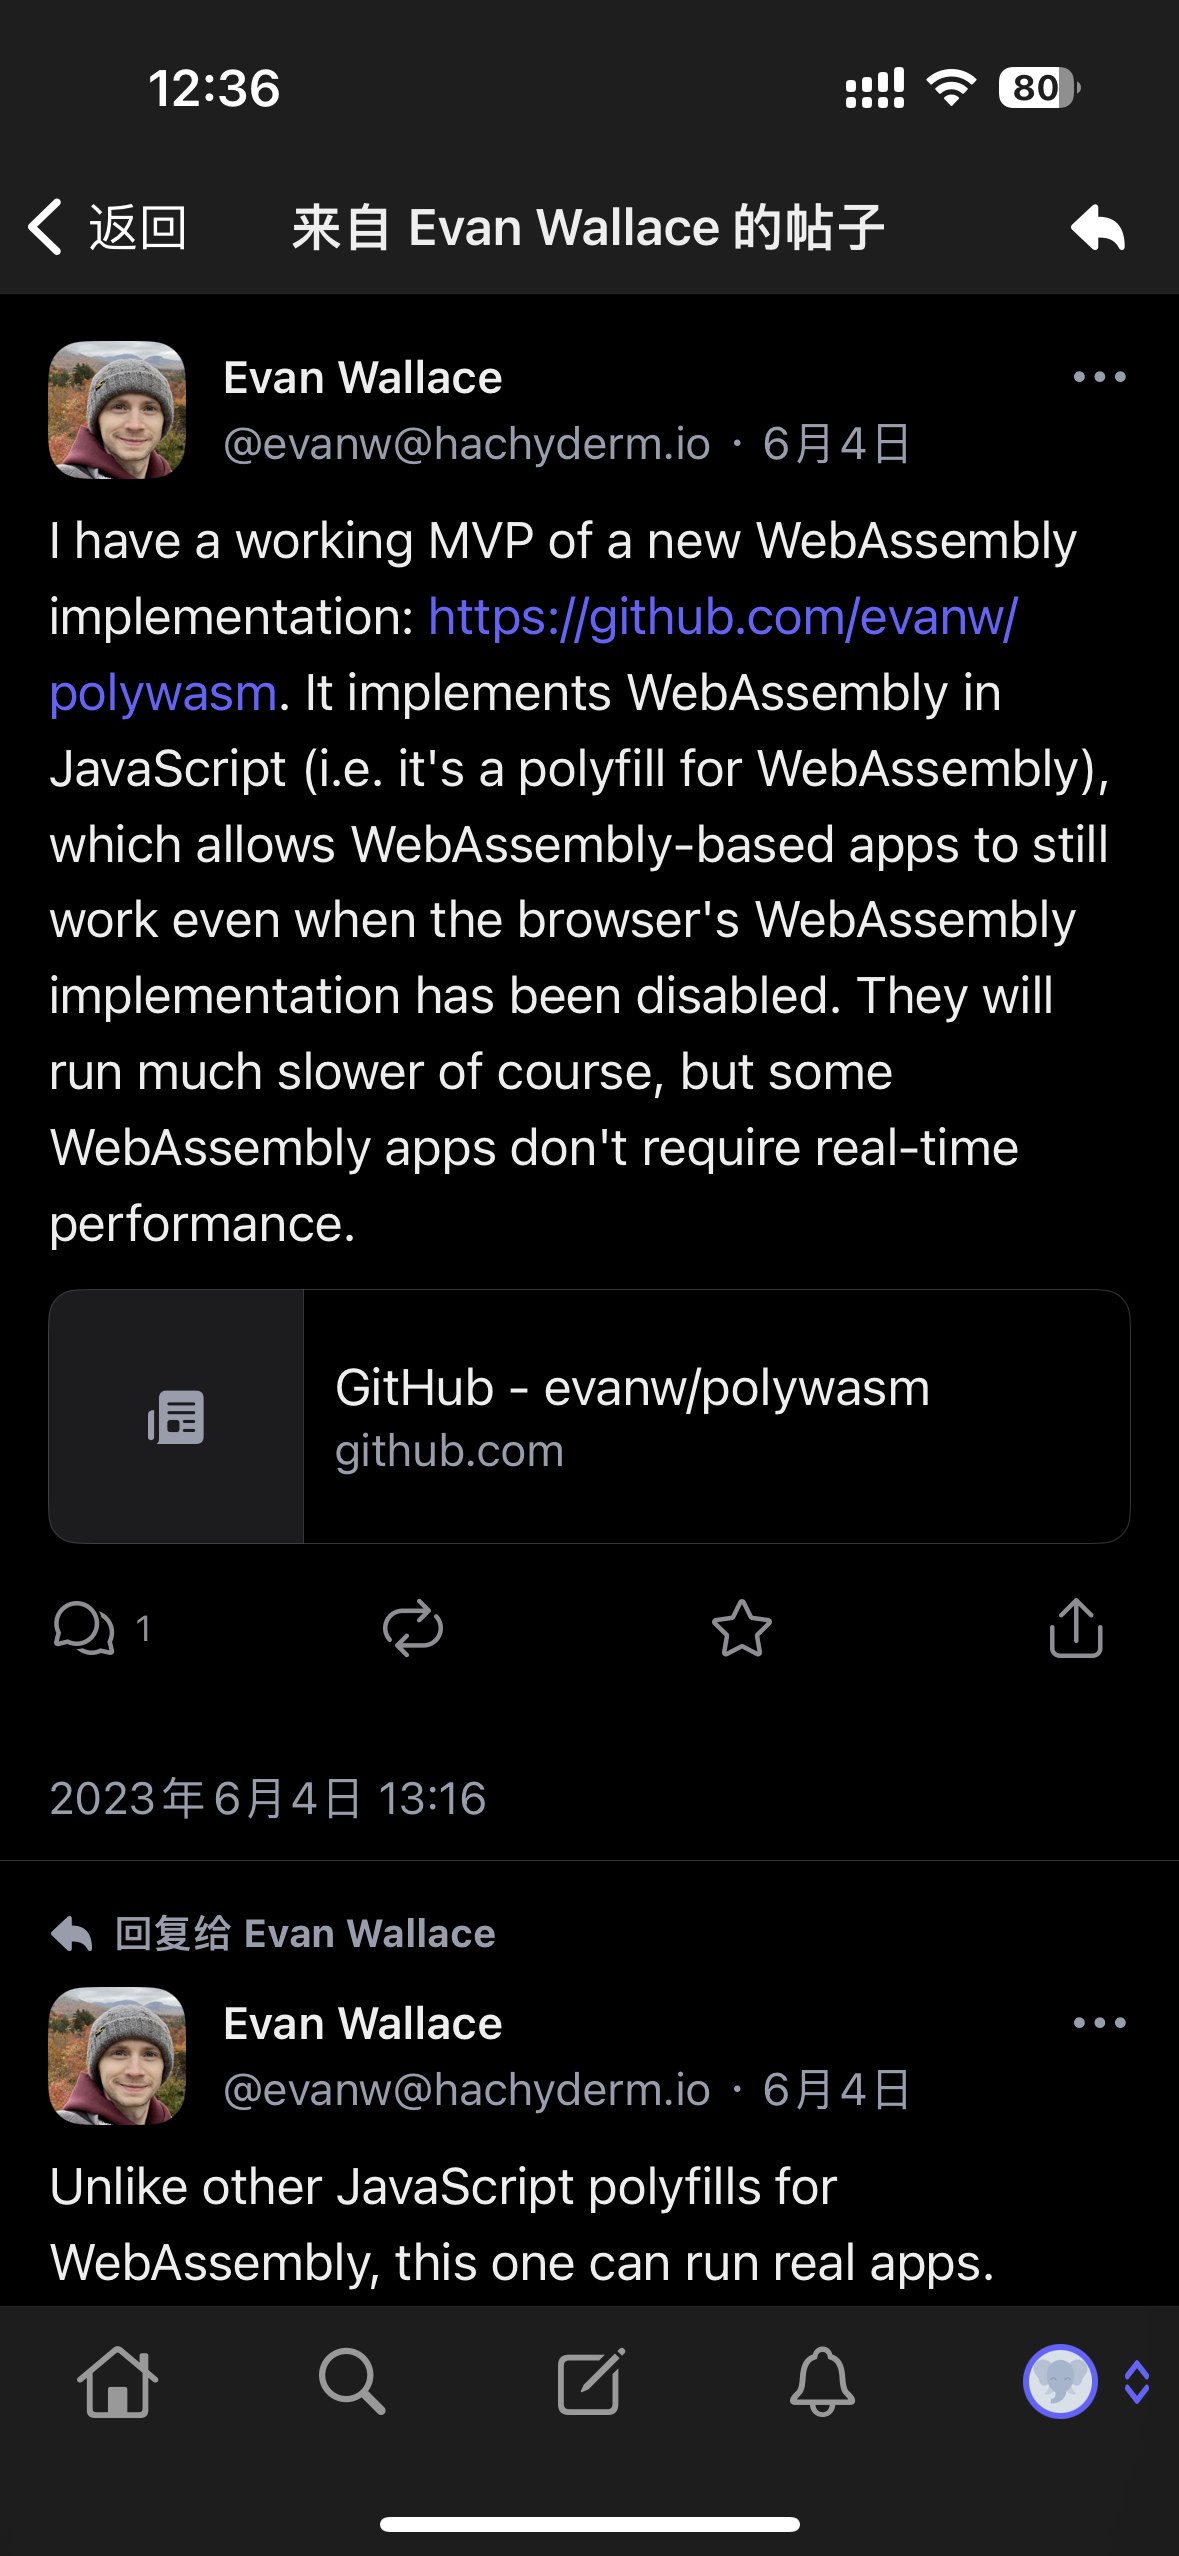 12:36
80
返回
来自 Evan Wallace 的帖子
Evan Wallace
@evanw@hachyderm.io · 6月4日
I have a working MVP of a new WebAssembly
implementation: https://github.com/evanw/
polywasm. It implements WebAssembly in
JavaScript (i.e. it's a polyfill for WebAssembly),
which allows WebAssembly-based apps to still
work even when the browser's WebAssembly
implementation has been disabled. They will
run much slower of course, but some
WebAssembly apps don't require real-time
performance.
GitHub - evanw/polywasm
github.com
1
2023年6月4日 13:16
回复给 Evan Wallace
Evan Wallace
@evanw@hachyderm.io · 6月4日
Unlike other JavaScript polyfills for
WebAssembly, this one can run real apps.